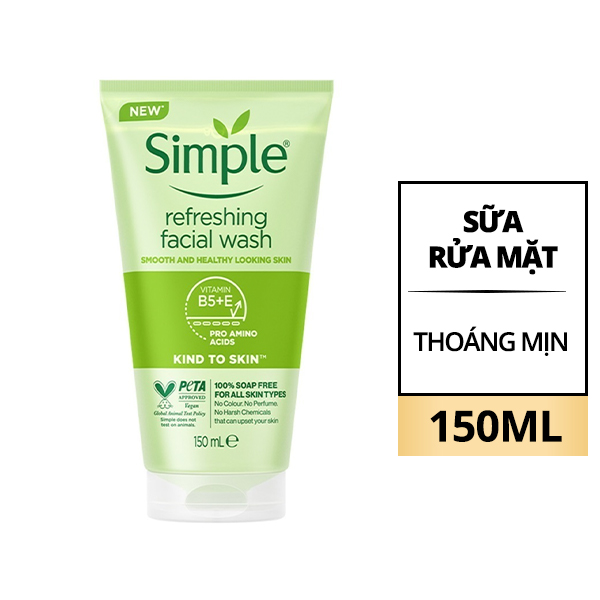 NEW*
Simple®
refreshing
facial wash
SMOOTH AND HEALTHY LOOKING SKIN
VITAMIN
B5+E
PRO AMINO
ACIDS
KIND TO SKIN™
PETA
APPROVED
Vegan
Global Animal Test Policy
Simple does not
test on animals.
100% SOAP FREE
FOR ALL SKIN TYPES
No Colour, No Perfume,
No Harsh Chemicals
that can upset your skin
150 mL℮
SỮA
RỬA MẶT
THOÁNG MỊN
150ML